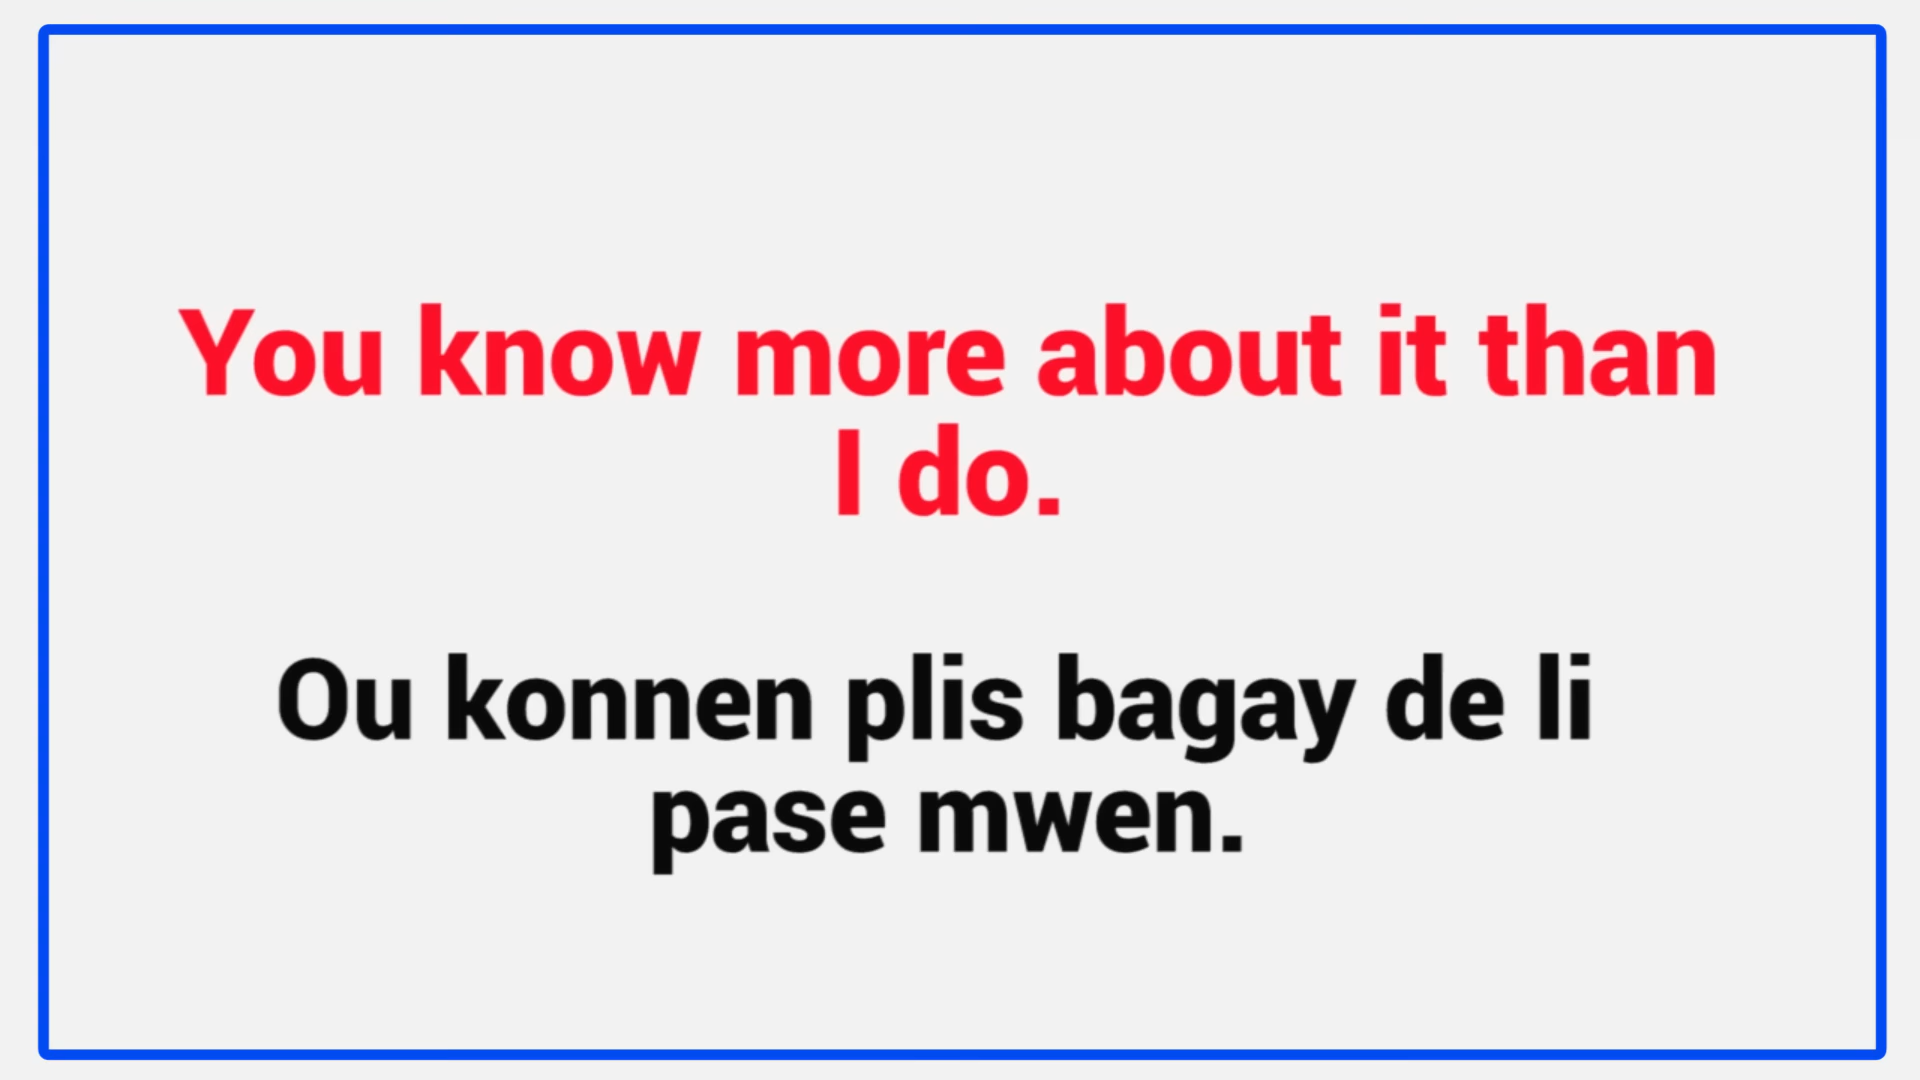 You know more about it than
I do.
Ou konnen plis bagay de li
pase mwen.